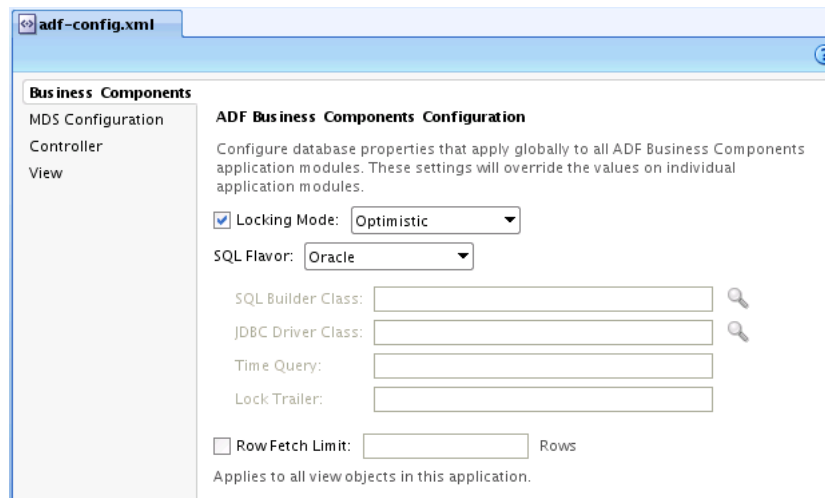 adf-config.xml
Business Components
MDS Configuration
Controller
View
ADF Business Components Configuration
Configure database properties that apply globally to all ADF Business Components
application modules. These settings will override the values on individual
application modules.
Locking Mode: Optimistic
SQL Flavor: Oracle
SQL Builder Class:
JDBC Driver Class:
Time Query:
Lock Trailer:
Row Fetch Limit: Rows
Applies to all view objects in this application.